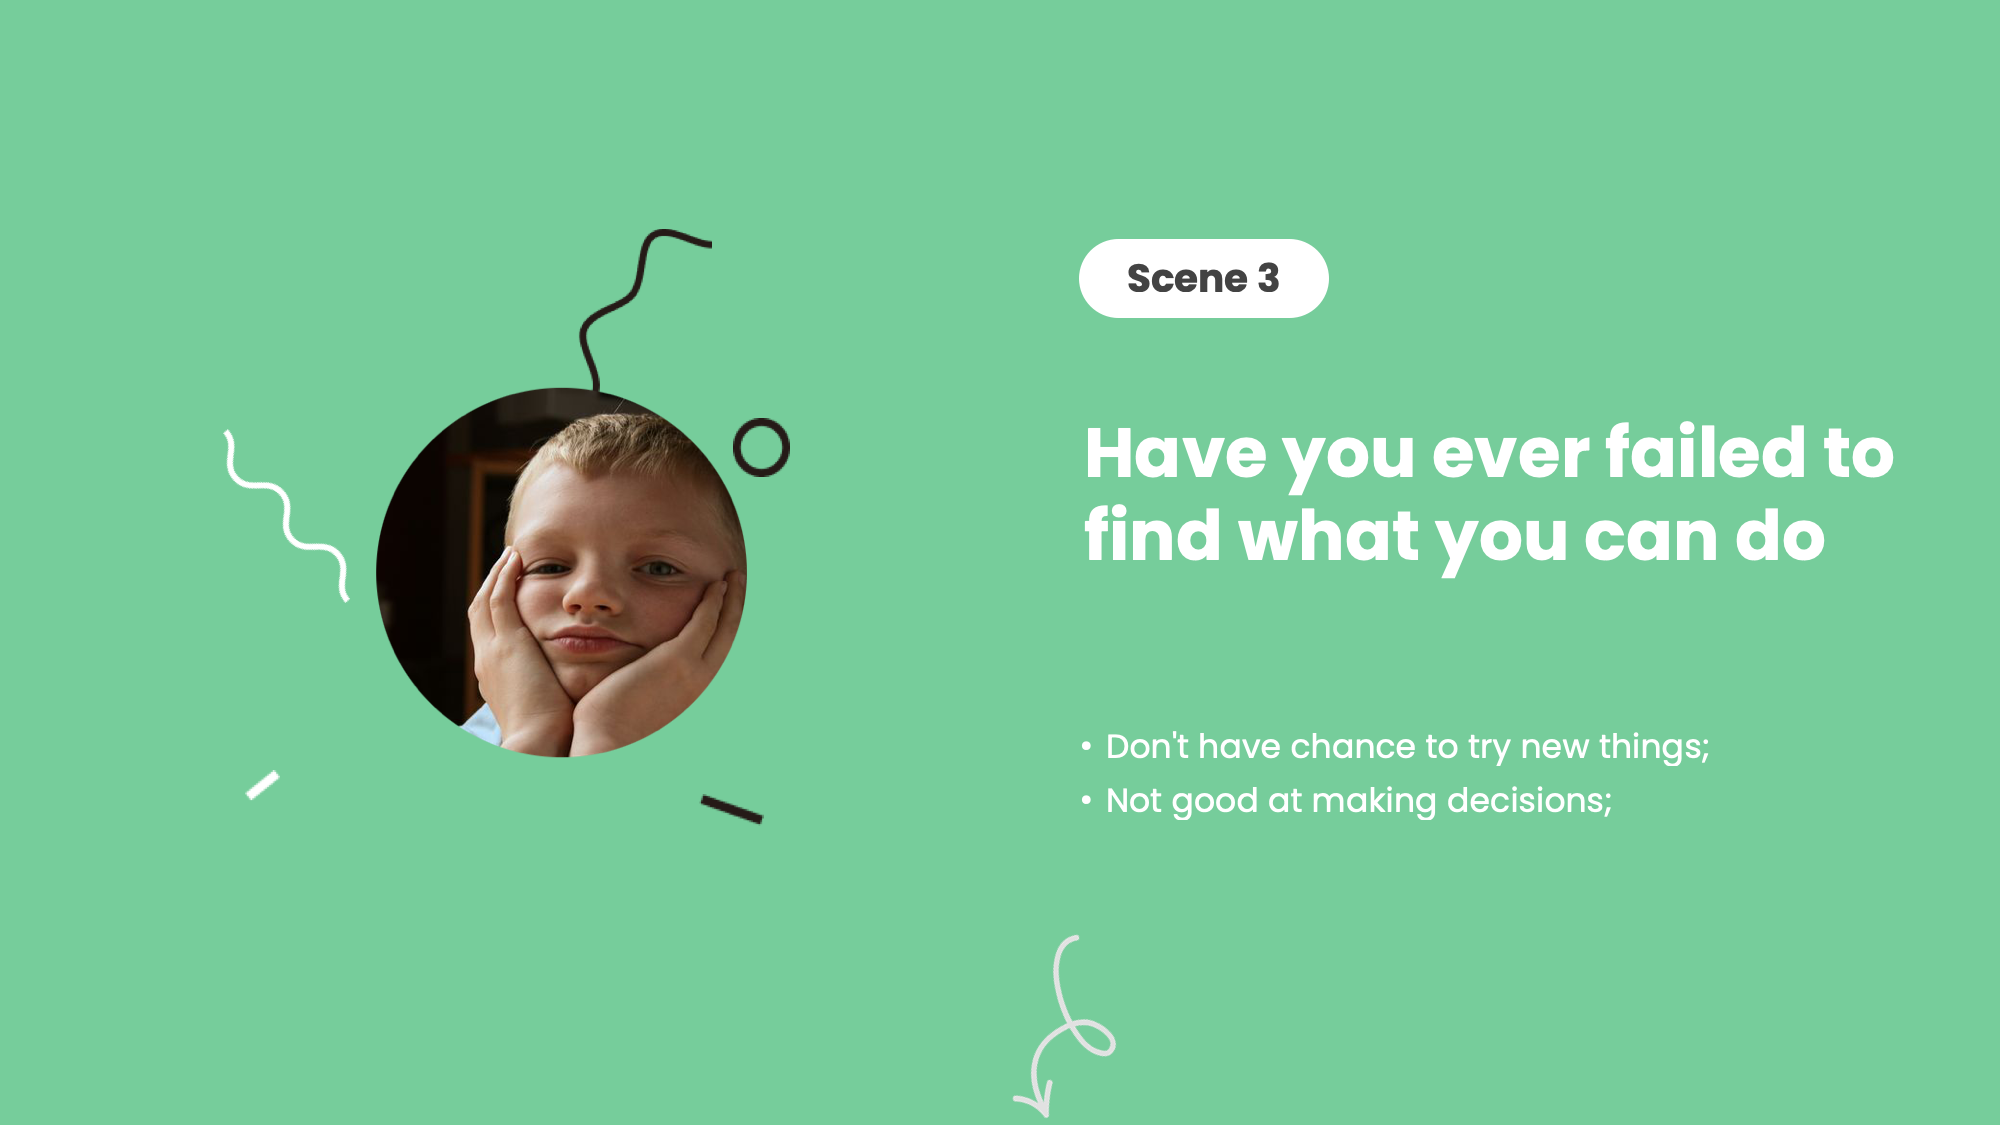 Scene 3
Have you ever failed to
find what you can do
• Don't have chance to try new things;
• Not good at making decisions;